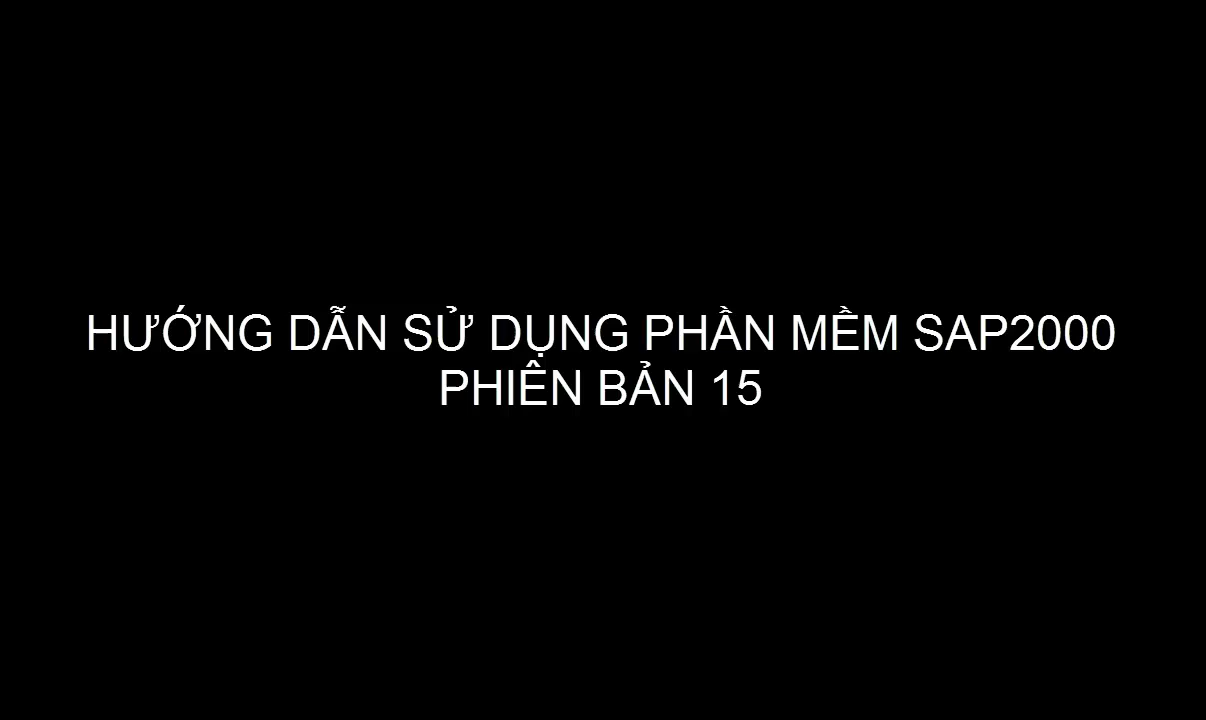 HƯỚNG DẪN SỬ DỤNG PHẦN MỀM SAP2000
PHIÊN BẢN 15